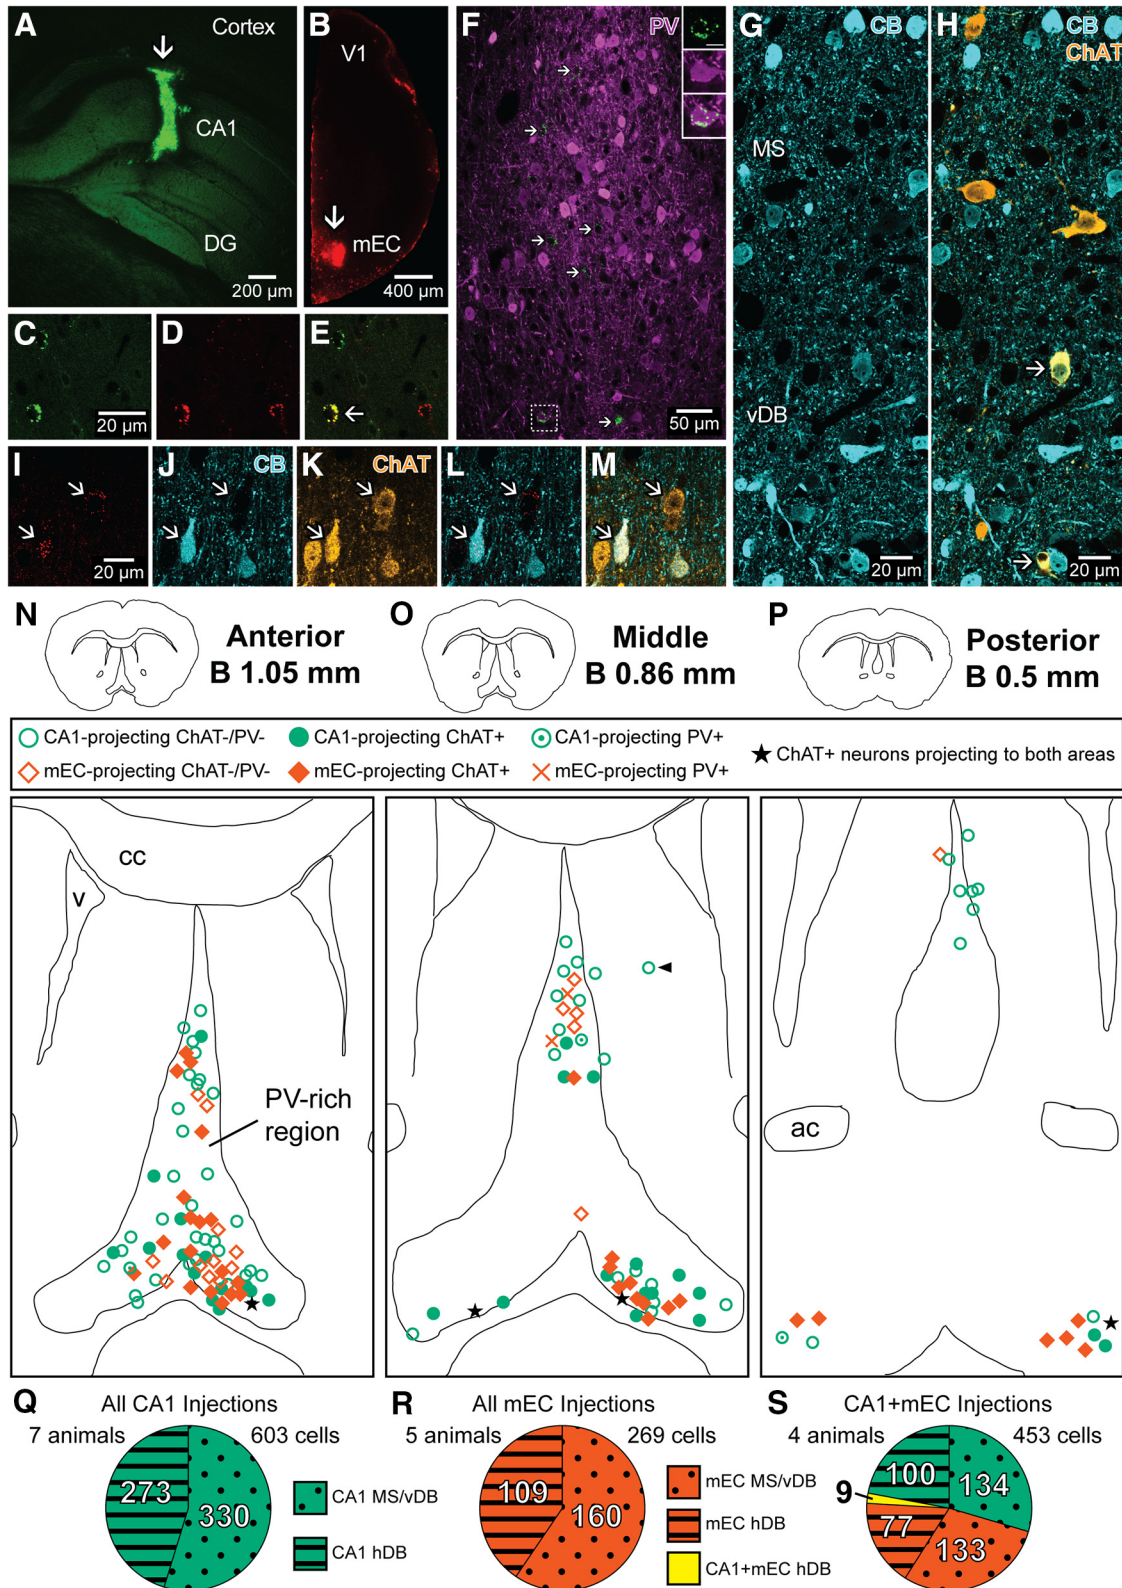 A
Cortex
CA1
DG
200 µm
B
V1
mEC
400 µm
C
20 µm
D
E
20 µm
F
PV
50 µm
G
CB
MS
vDB
20 µm
H
CB
ChAT
20 µm
I
20 µm
J
CB
K
ChAT
L
M
N
Anterior
B 1.05 mm
O
Middle
B 0.86 mm
P
Posterior
B 0.5 mm
CA1-projecting ChAT-/PV-
CA1-projecting ChAT+
CA1-projecting PV+
mEC-projecting ChAT-/PV-
mEC-projecting ChAT+
mEC-projecting PV+
ChAT+ neurons projecting to both areas
cc
v
PV-rich
region
ac
Q
All CA1 Injections
7 animals
603 cells
273
330
CA1 MS/vDB
CA1 hDB
R
All mEC Injections
5 animals
269 cells
109
160
mEC MS/vDB
mEC hDB
CA1+mEC hDB
S
CA1+mEC Injections
4 animals
453 cells
100
134
9
77
133